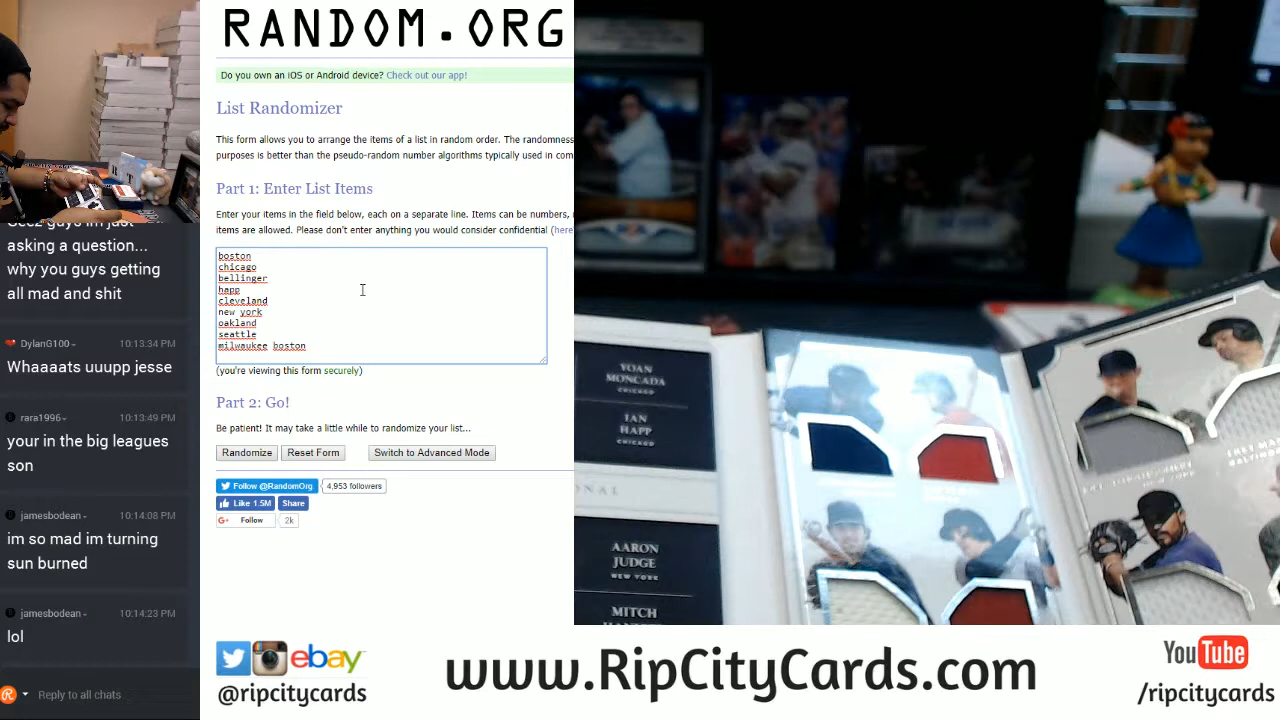 RANDOM.ORG
Do you own an iOS or Android device? Check out our app!
List Randomizer
This form allows you to arrange the items of a list in random order. The randomness
purposes is better than the pseudo-random number algorithms typically used in com
Part 1: Enter List Items
Enter your items in the field below, each on a separate line. Items can be numbers,
items are allowed. Please don't enter anything you would consider confidential (here
boston
chicago
bellinger
happ
cleveland
new york
oakland
seattle
milwaukee boston
(you're viewing this form securely)
Part 2: Go!
Be patient! It may take a little while to randomize your list...
Randomize
Reset Form
Switch to Advanced Mode
Follow @RandomOrg
4,953 followers
Like 1.5M
Share
G+ Follow
2k
asking a question...
why you guys getting
all mad and shit
DylanG100
10:13:34 PM
Whaaaats uuupp jesse
rara1996
10:13:49 PM
your in the big leagues
son
jamesbodean
10:14:08 PM
im so mad im turning
sun burned
jamesbodean
10:14:23 PM
lol
Reply to all chats
YOAN
MONCADA
CHICAGO
IAN
HAPP
CHICAGO
AARON
JUDGE
NEW YORK
MITCH
ebay
@ripcitycards
www.RipCityCards.com
YouTube
/ripcitycards